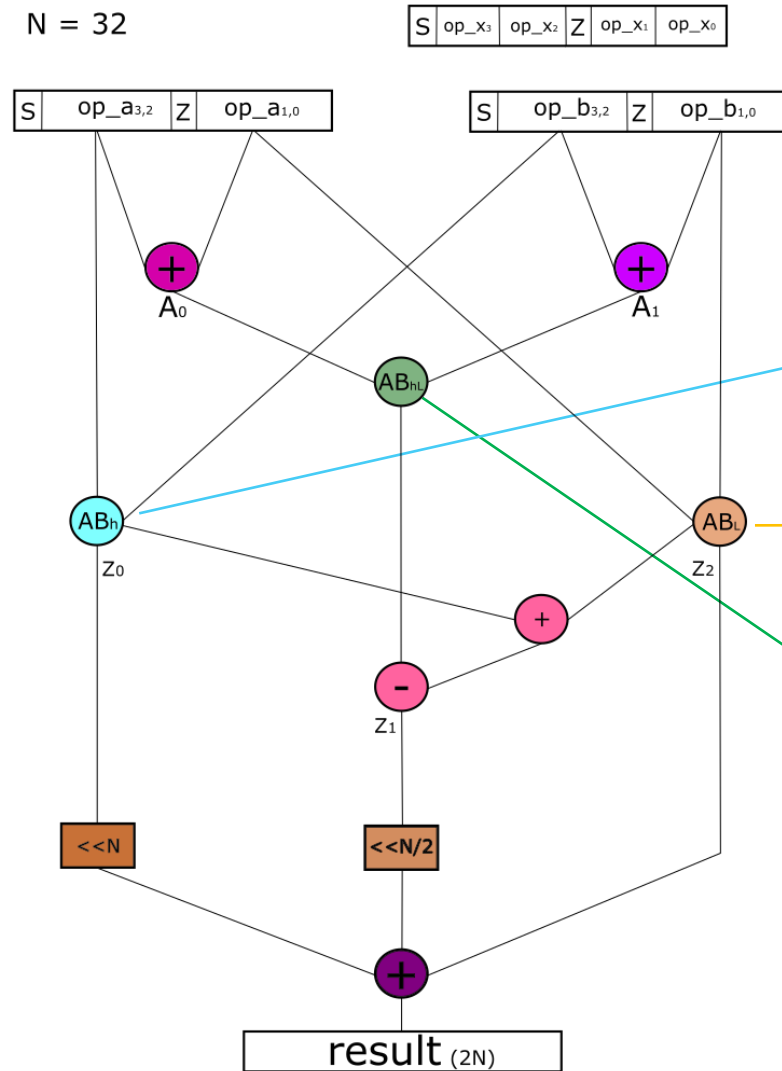 N = 32
S op_x₃ op_x₂ Z op_x₁ op_x₀
S op_a₃,₂ Z op_a₁,₀
S op_b₃,₂ Z op_b₁,₀
+ +
A₀ A₁
ABhL
ABh ABL
Z₀ Z₂
+
-
Z₁
<<N <<N/2
+
result (2N)